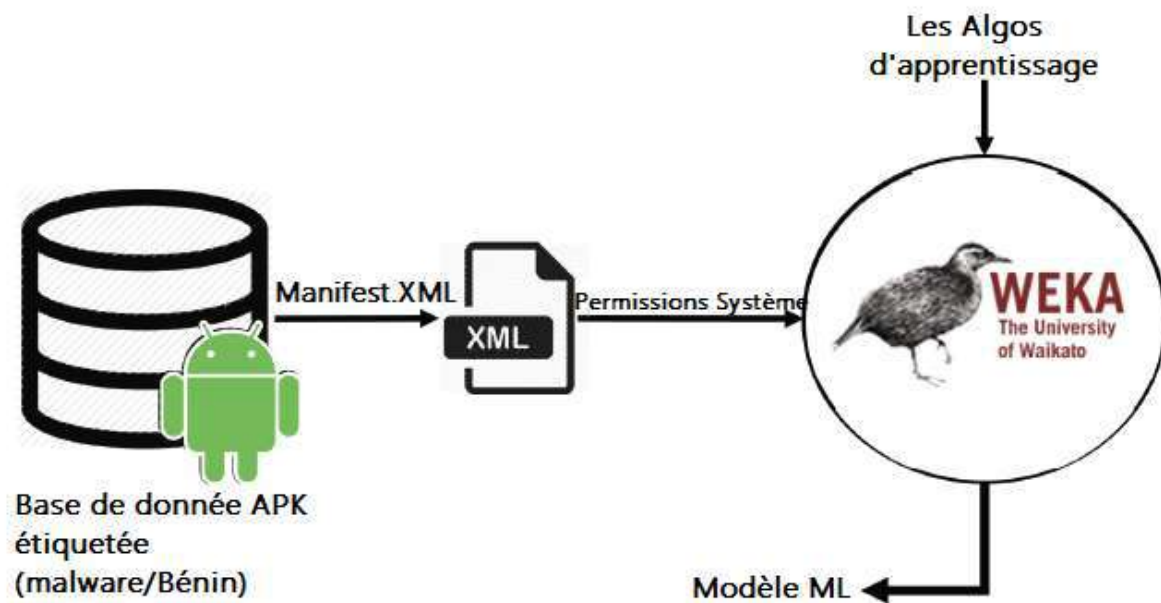 Les Algos
d'apprentissage
Manifest.XML
XML
Permissions Système
WEKA
The University
of Waikato
Base de donnée APK
étiquetée
(malware/Bénin)
Modèle ML